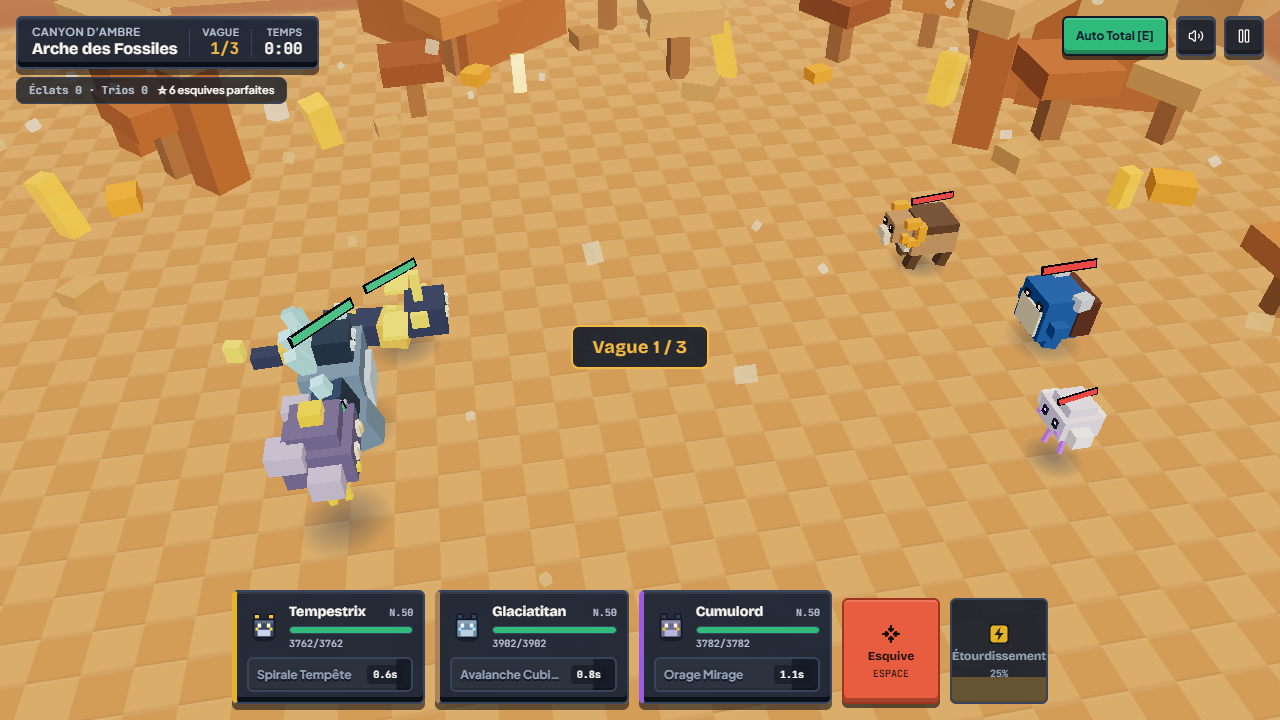 CANYON D'AMBRE
Arche des Fossiles
VAGUE
1/3
TEMPS
0:00
Éclats 0 · Trios 0 ★ 6 esquives parfaites
Auto Total [E]
Vague 1 / 3
Tempestrix N.50
3762/3762
Spirale Tempête 0.6s
Glaciatitan N.50
3902/3902
Avalanche Cubi... 0.8s
Cumulord N.50
3782/3782
Orage Mirage 1.1s
Esquive
ESPACE
Étourdissement
25%